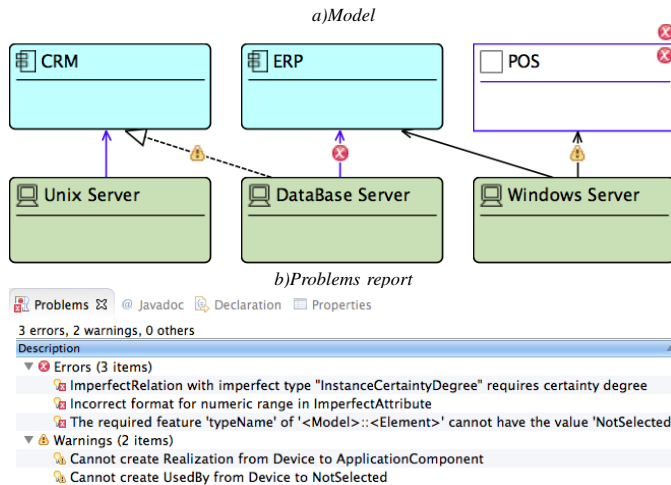 a)Model
CRM
ERP
POS
Unix Server
DataBase Server
Windows Server
b)Problems report
Problems
@ Javadoc
Declaration
Properties
3 errors, 2 warnings, 0 others
Description
Errors (3 items)
ImperfectRelation with imperfect type "InstanceCertaintyDegree" requires certainty degree
Incorrect format for numeric range in ImperfectAttribute
The required feature 'typeName' of '<Model>::<Element>' cannot have the value 'NotSelected
Warnings (2 items)
Cannot create Realization from Device to ApplicationComponent
Cannot create UsedBy from Device to NotSelected